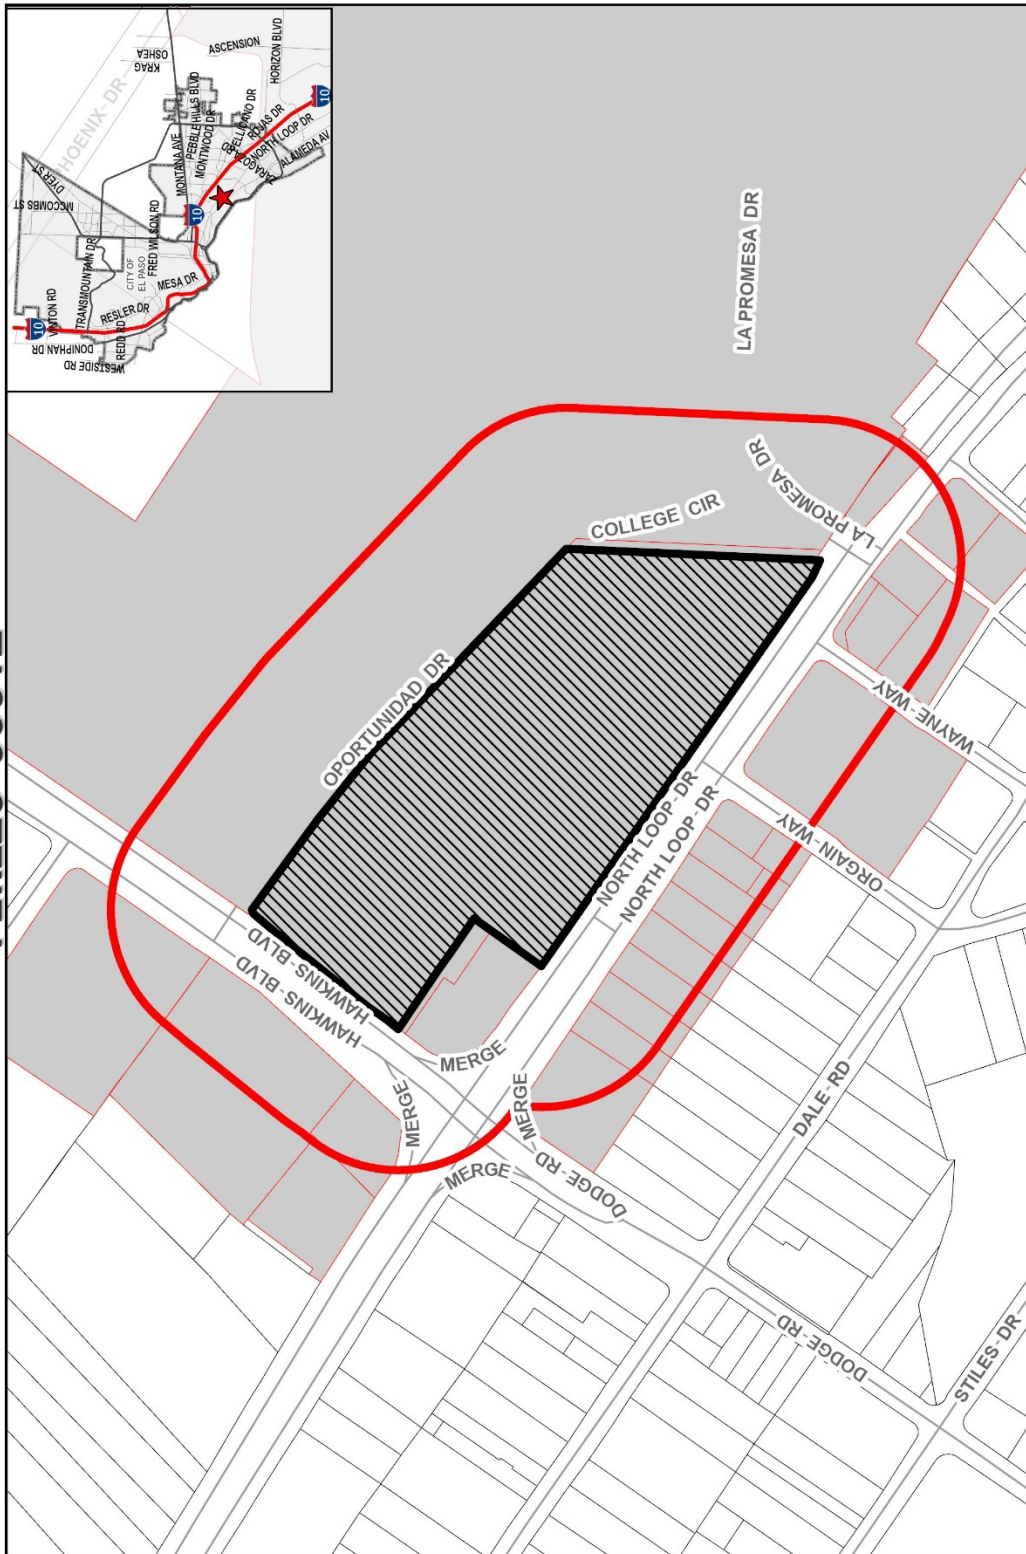 ASCENSION
KRAG
OSHEA
HORIZON BLVD
HOENIX-DR
MONTANA AVE
PEBBLE HILLS BLVD
MONTWOOD DR
PELLICANO DR
ROJAS DR
NORTH LOOP DR
ALAMEDA AV
10
10
10
DYER ST
MCCOMBS ST
FRED WILSON RD
TRANSMOUNTAIN DR
CITY OF
EL PASO
MESA DR
RESLER DR
VINTON RD
REDD RD
DONIPHAN DR
WESTSIDE RD
LA PROMESA DR
LA PROMESA DR
COLLEGE CIR
OPORTUNIDAD DR
WAYNE-WAY
NORTH LOOP-DR
NORTH LOOP-DR
ORGAIN-WAY
HAWKINS-BLVD
HAWKINS-BLVD
MERGE
MERGE
MERGE
MERGE
DODGE-RD
DALE-RD
DODGE-RD
STILES-DR